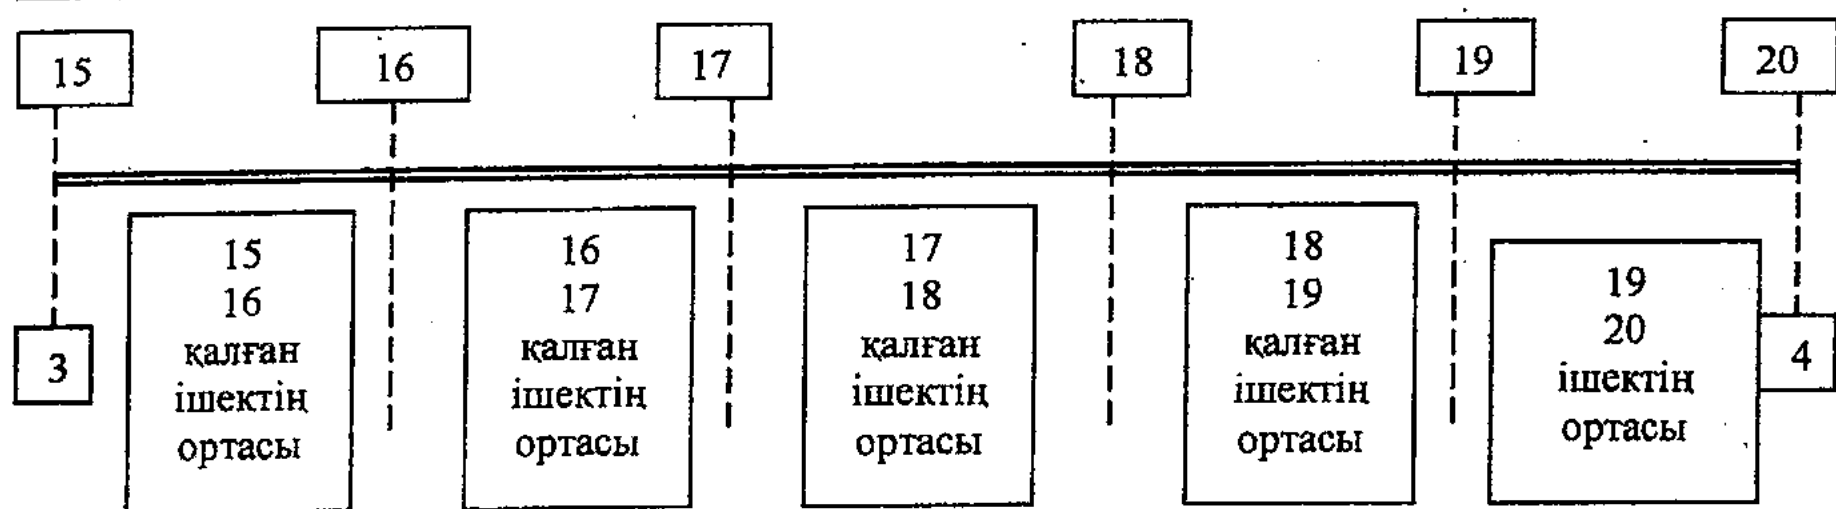 15
16
17
18
19
20
15
16
қалған
ішектің
ортасы
16
17
қалған
ішектің
ортасы
17
18
қалған
ішектің
ортасы
18
19
қалған
ішектің
ортасы
19
20
ішектің
ортасы
3
4